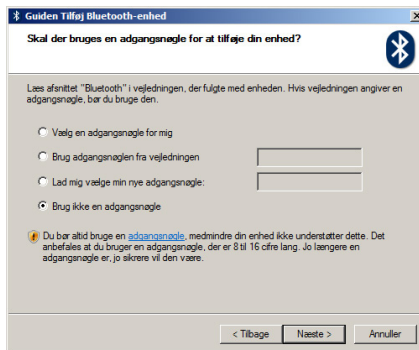 Guiden Tilføj Bluetooth-enhed
Skal der bruges en adgangsnøgle for at tilføje din enhed?
Læs afsnittet "Bluetooth" i vejledningen, der fulgte med enheden. Hvis vejledningen angiver en
adgangsnøgle, bør du bruge den.
Vælg en adgangsnøgle for mig
Brug adgangsnøglen fra vejledningen
Lad mig vælge min nye adgangsnøgle:
Brug ikke en adgangsnøgle
Du bør altid bruge en adgangsnøgle, medmindre din enhed ikke understøtter dette. Det
anbefales at du bruger en adgangsnøgle, der er 8 til 16 cifre lang. Jo længere en
adgangsnøgle er, jo sikrere vil den være.
< Tilbage Næste > Annuller